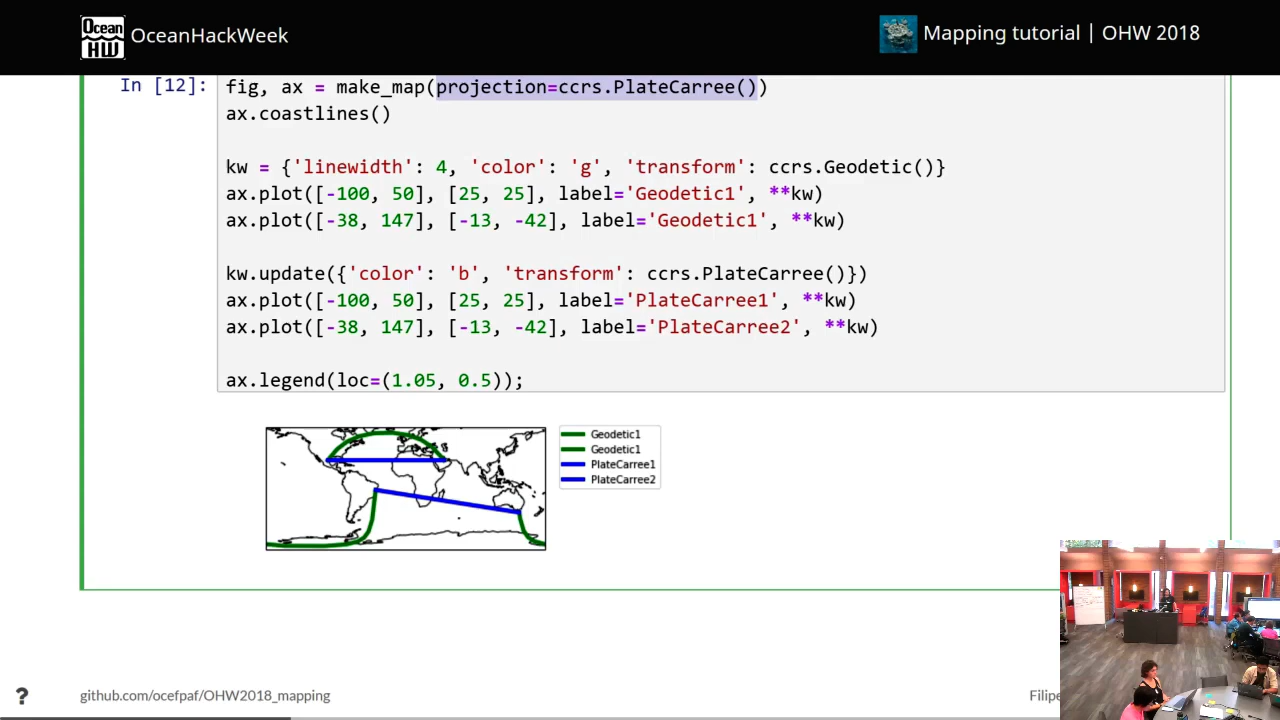 Ocean
HW
OceanHackWeek
Mapping tutorial | OHW 2018
In [12]:
fig, ax = make_map(projection=ccrs.PlateCarree())
ax.coastlines()
kw = {'linewidth': 4, 'color': 'g', 'transform': ccrs.Geodetic()}
ax.plot([-100, 50], [25, 25], label='Geodetic1', **kw)
ax.plot([-38, 147], [-13, -42], label='Geodetic1', **kw)
kw.update({'color': 'b', 'transform': ccrs.PlateCarree()})
ax.plot([-100, 50], [25, 25], label='PlateCarree1', **kw)
ax.plot([-38, 147], [-13, -42], label='PlateCarree2', **kw)
ax.legend(loc=(1.05, 0.5));
Geodetic1
Geodetic1
PlateCarree1
PlateCarree2
?
github.com/ocefpaf/OHW2018_mapping
Filipe